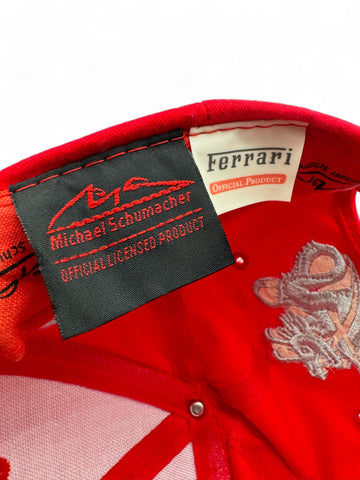 Michael Schumacher
OFFICIAL LICENSED PRODUCT
Ferrari
OFFICIAL PRODUCT